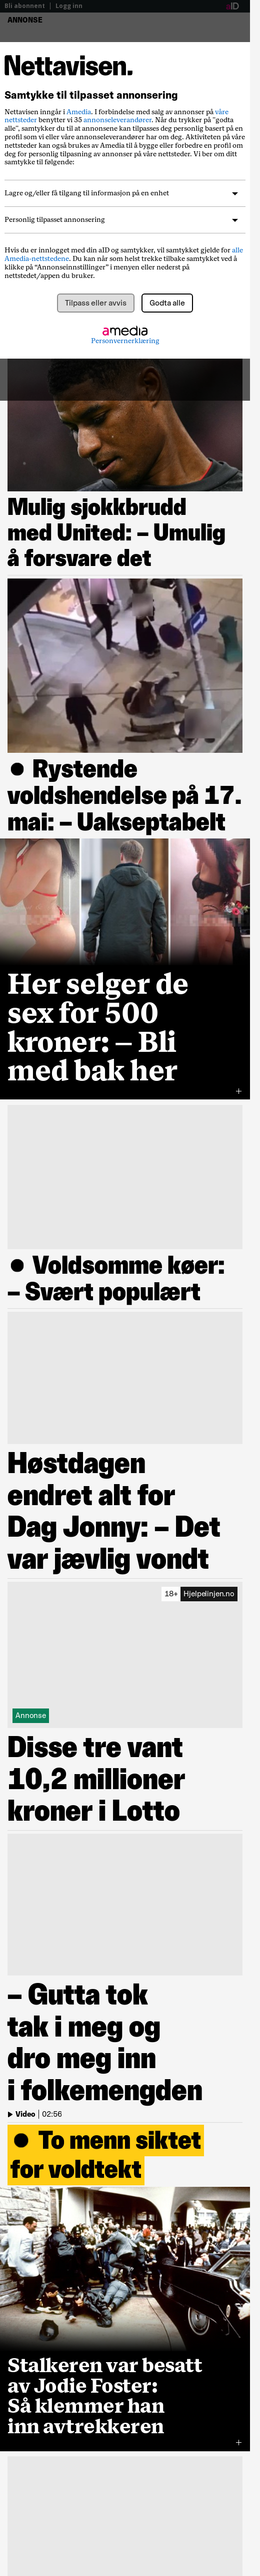 Bli abonnent | Logg inn
aID
ANNONSE
Nettavisen.
Samtykke til tilpasset annonsering
Nettavisen inngår i Amedia. I forbindelse med salg av annonser på våre
nettsteder benytter vi 35 annonseleverandører. Når du trykker på "godta
alle", samtykker du til at annonsene kan tilpasses deg personlig basert på en
profil som vi eller våre annonseleverandører har om deg. Aktiviteten på våre
nettsteder kan også brukes av Amedia til å bygge eller forbedre en profil om
deg for personlig tilpasning av annonser på våre nettsteder. Vi ber om ditt
samtykke til følgende:
Lagre og/eller få tilgang til informasjon på en enhet
Personlig tilpasset annonsering
Hvis du er innlogget med din aID og samtykker, vil samtykket gjelde for alle
Amedia-nettstedene. Du kan når som helst trekke tilbake samtykket ved å
klikke på “Annonseinnstillinger” i menyen eller nederst på
nettstedet/appen du bruker.
Tilpass eller avvis
Godta alle
amedia
Personvernerklæring
Mulig sjokkbrudd
med United: – Umulig
å forsvare det
● Rystende
voldshendelse på 17.
mai: – Uakseptabelt
Her selger de
sex for 500
kroner: – Bli
med bak her
+
● Voldsomme køer:
– Svært populært
Høstdagen
endret alt for
Dag Jonny: – Det
var jævlig vondt
18+ Hjelpelinjen.no
Annonse
Disse tre vant
10,2 millioner
kroner i Lotto
– Gutta tok
tak i meg og
dro meg inn
i folkemengden
Video | 02:56
● To menn siktet
for voldtekt
Stalkeren var besatt
av Jodie Foster:
Så klemmer han
inn avtrekkeren
+